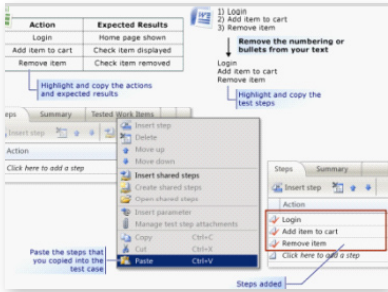 Action Expected Results
Login Home page shown
Add item to cart Check item displayed
Remove item Check item removed
Highlight and copy the actions
and expected results
1) Login
2) Add item to cart
3) Remove item
Remove the numbering or
bullets from your text
Login
Add item to cart
Remove item
Highlight and copy the
test steps
eps Summary Tested Work Items
Insert step
Action
Click here to add a step
Insert step
Delete
Move up
Move down
Insert shared steps
Create shared steps
Open shared steps
Insert parameter
Manage test step attachments
Copy Ctrl+C
Cut Ctrl+X
Paste Ctrl+V
Paste the steps that
you copied into the
test case
Steps Summary
Insert step
Action
Login
Add item to cart
Remove item
Click here to add a step
Steps added